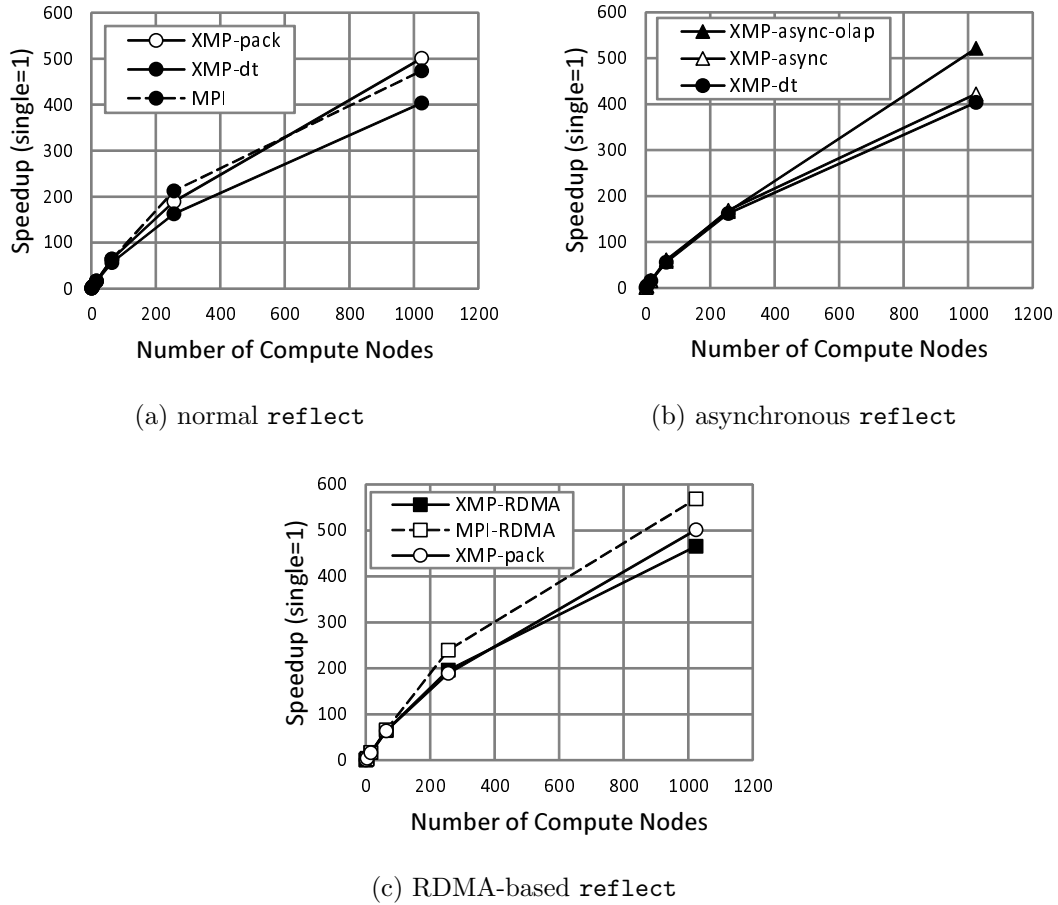 600
500
400
300
200
100
0
Speedup (single=1)
XMP-pack
XMP-dt
MPI
0 200 400 600 800 1000 1200
Number of Compute Nodes
(a) normal reflect
600
500
400
300
200
100
0
Speedup (single=1)
XMP-async-olap
XMP-async
XMP-dt
0 200 400 600 800 1000 1200
Number of Compute Nodes
(b) asynchronous reflect
600
500
400
300
200
100
0
Speedup (single=1)
XMP-RDMA
MPI-RDMA
XMP-pack
0 200 400 600 800 1000 1200
Number of Compute Nodes
(c) RDMA-based reflect